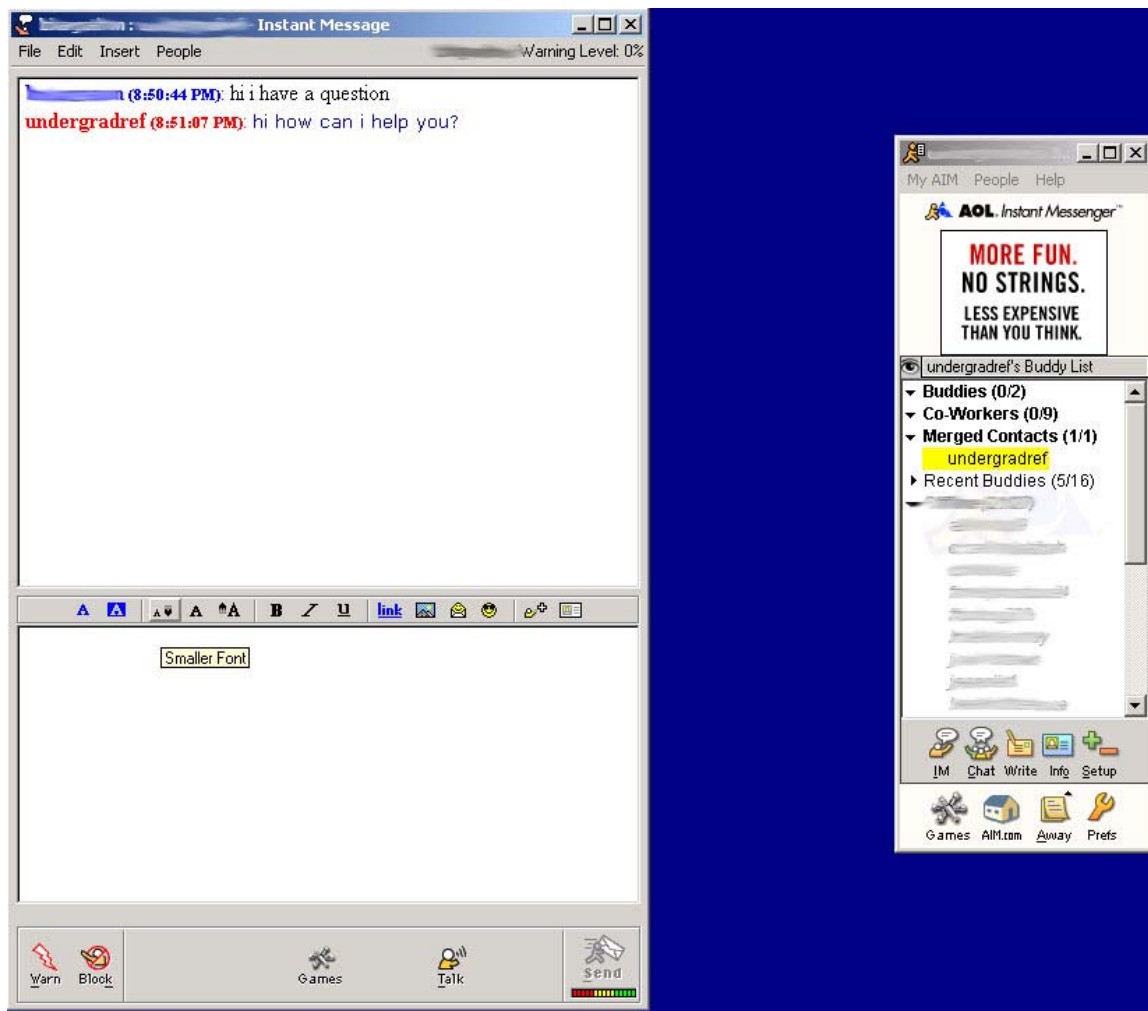 Instant Message
File Edit Insert People Warning Level: 0%
(8:50:44 PM): hi i have a question
undergradref (8:51:07 PM): hi how can i help you?
A A A A A B I U link
Smaller Font
Warn Block Games Talk Send
My AIM People Help
AOL Instant Messenger™
MORE FUN.
NO STRINGS.
LESS EXPENSIVE
THAN YOU THINK.
undergradref's Buddy List
Buddies (0/2)
Co-Workers (0/9)
Merged Contacts (1/1)
undergradref
Recent Buddies (5/16)
IM Chat Write Info Setup
Games AIM.com Away Prefs